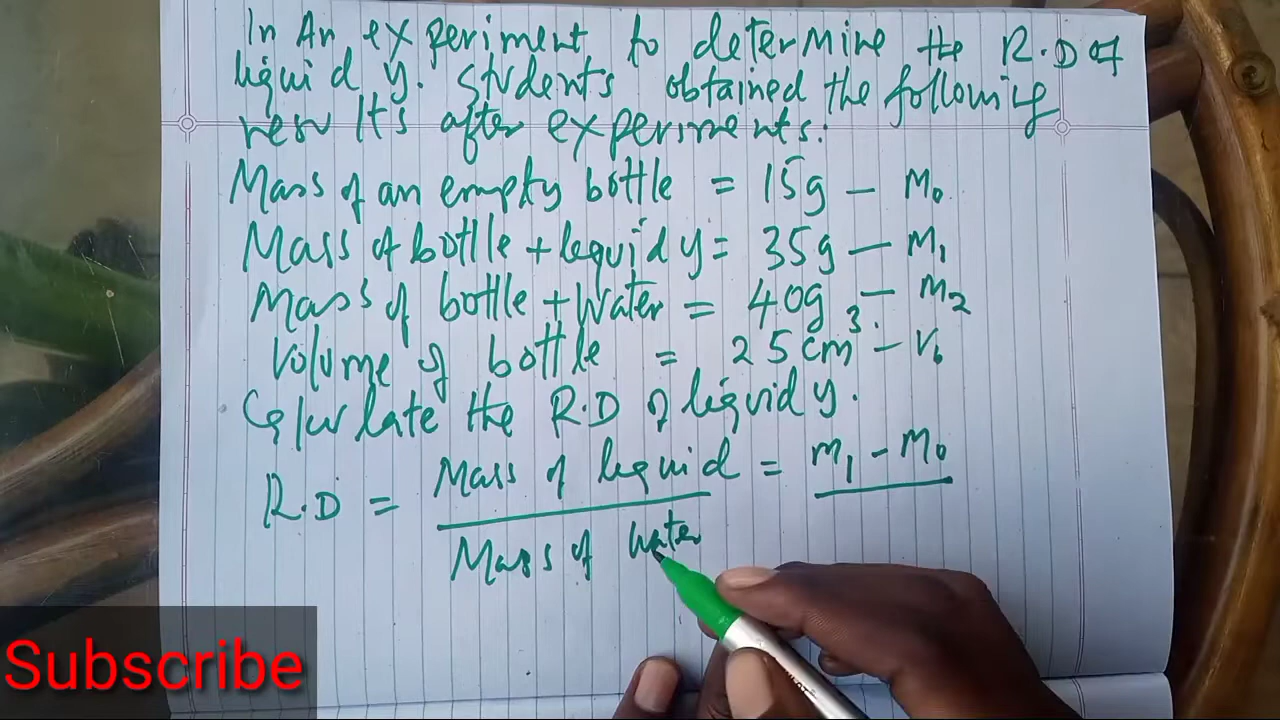 In An experiment to determine the R.D of
liquid y. Students obtained the following
results after experiments.
Mass of an empty bottle = 15g — M₀
Mass of bottle + liquid y = 35g — M₁
Mass of bottle + Water = 40g — M₂
Volume of bottle = 25cm³ — V₀
Calculate the R.D of liquid y.
R.D = Mass of liquid = M₁ - M₀
Mass of water
Subscribe